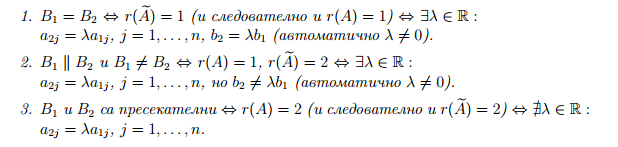 1. B₁ = B₂ ⇔ r(Ã) = 1 (и следователно и r(A) = 1) ⇔ ∃λ ∈ ℝ :
a₂ⱼ = λa₁ⱼ, j = 1, . . . , n, b₂ = λb₁ (автоматично λ ≠ 0).
2. B₁ ∥ B₂ и B₁ ≠ B₂ ⇔ r(A) = 1, r(Ã) = 2 ⇔ ∃λ ∈ ℝ :
a₂ⱼ = λa₁ⱼ, j = 1, . . . , n, но b₂ ≠ λb₁ (автоматично λ ≠ 0).
3. B₁ и B₂ са пресекателни ⇔ r(A) = 2 (и следователно и r(Ã) = 2) ⇔ ∄λ ∈ ℝ :
a₂ⱼ = λa₁ⱼ, j = 1, . . . , n.